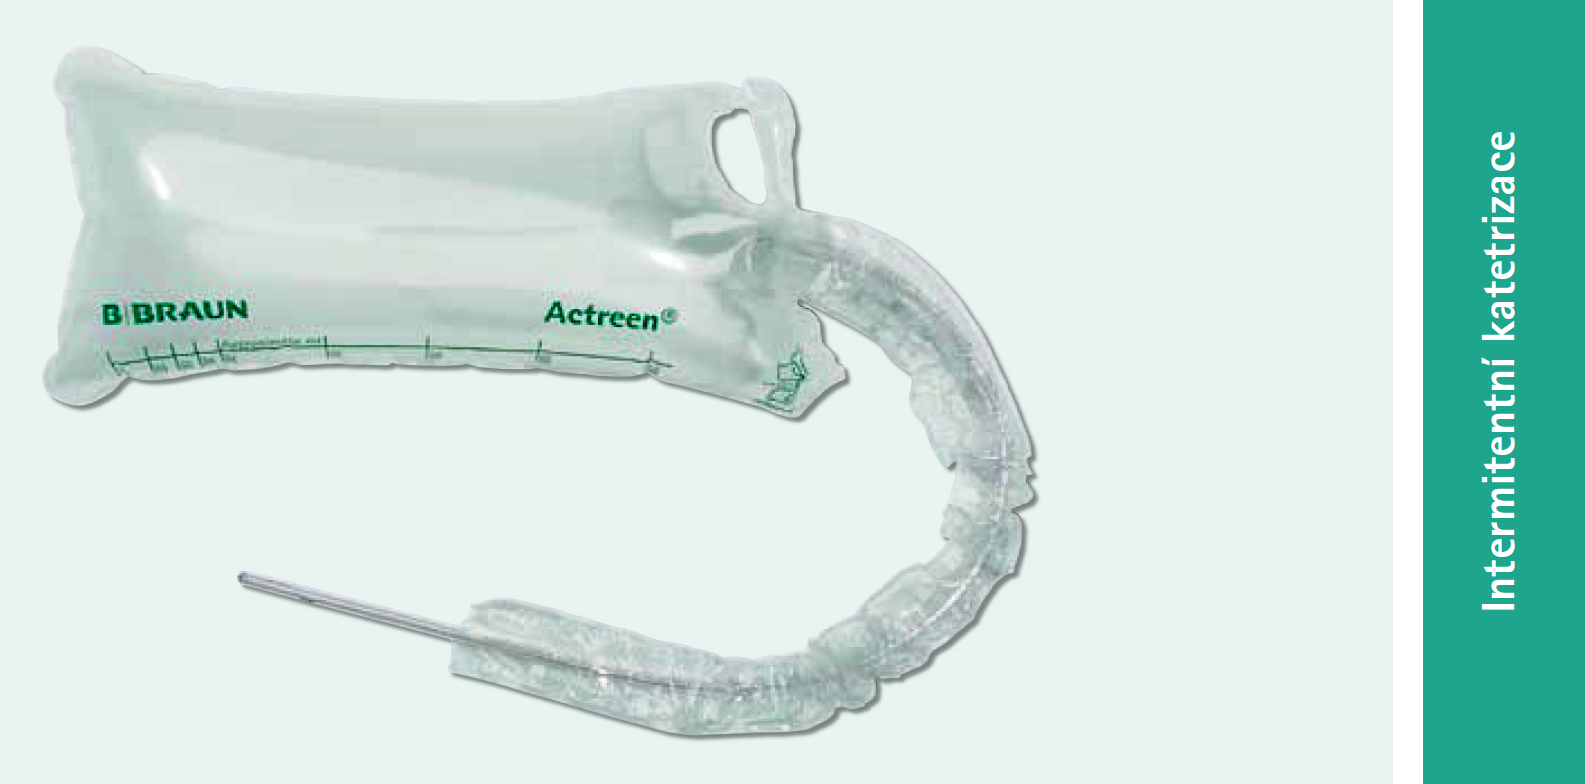 B BRAUN
Actreen®
Intermitentní katetrizace